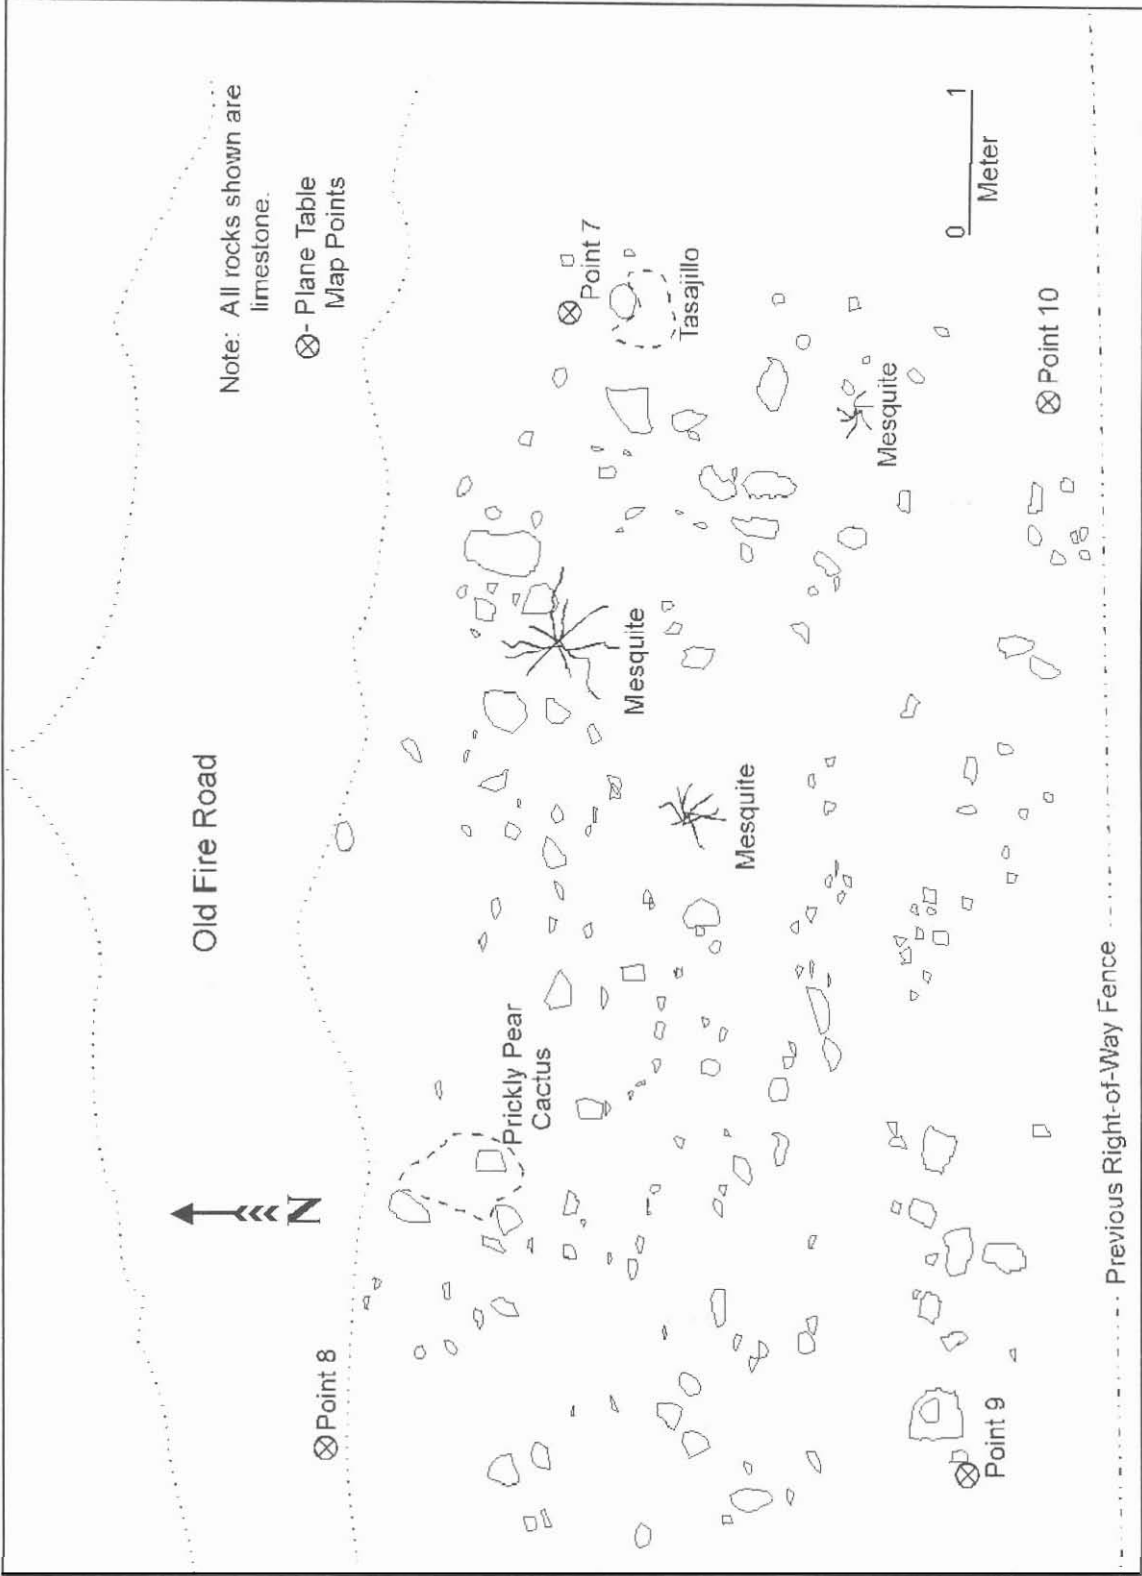 Note: All rocks shown are
limestone.
⊗- Plane Table
Map Points
Old Fire Road
N
Point 8
Prickly Pear
Cactus
Mesquite
Mesquite
Point 7
Tasajillo
Mesquite
Point 9
Point 10
0 1
Meter
Previous Right-of-Way Fence